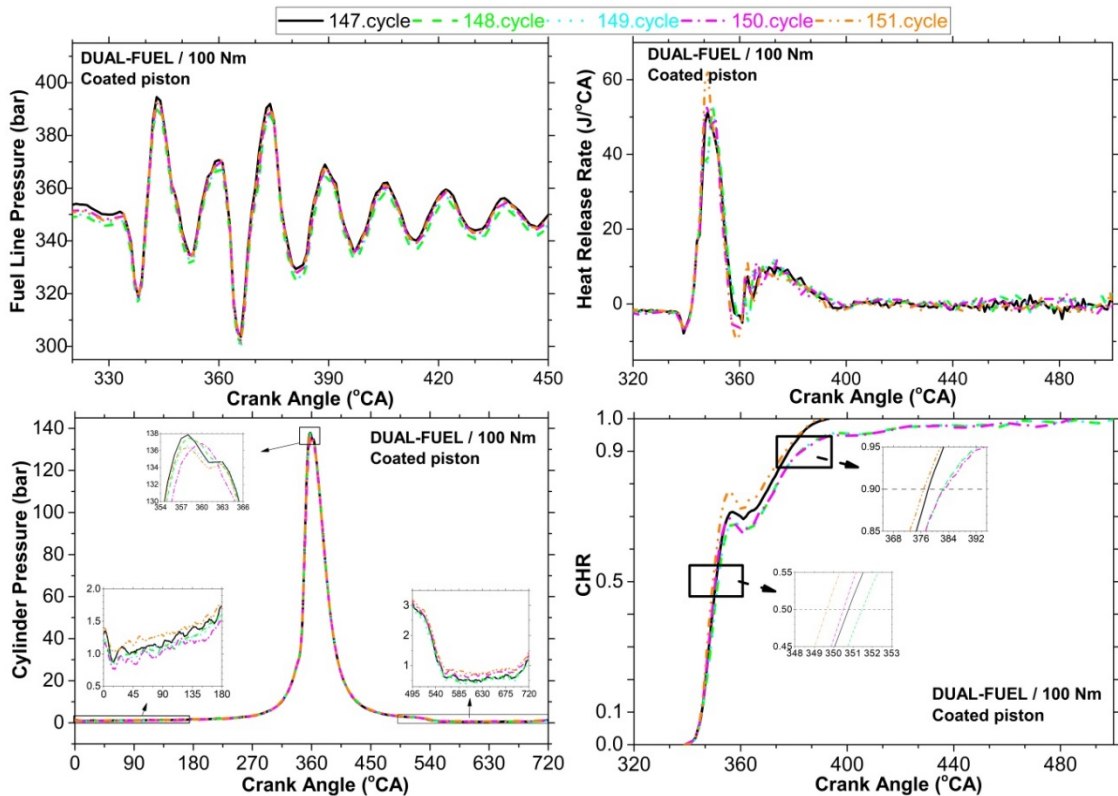 147.cycle 148.cycle 149.cycle 150.cycle 151.cycle
DUAL-FUEL / 100 Nm
Coated piston
Fuel Line Pressure (bar)
400
380
360
340
320
300
330 360 390 420 450
Crank Angle (°CA)
DUAL-FUEL / 100 Nm
Coated piston
Heat Release Rate (J/°CA)
60
40
20
0
320 360 400 440 480
Crank Angle (°CA)
DUAL-FUEL / 100 Nm
Coated piston
Cylinder Pressure (bar)
140
120
100
80
60
40
20
0
0 90 180 270 360 450 540 630 720
Crank Angle (°CA)
138
136
134
132
130
354 357 360 363 366
2.0
1.5
1.0
0.5
0 45 90 135 180
3
2
1
495 540 585 630 675 720
CHR
1.0
0.9
0.5
0.1
0.0
320 360 400 440 480
Crank Angle (°CA)
0.95
0.90
0.85
368 376 384 392
0.55
0.50
0.45
348 349 350 351 352 353
DUAL-FUEL / 100 Nm
Coated piston